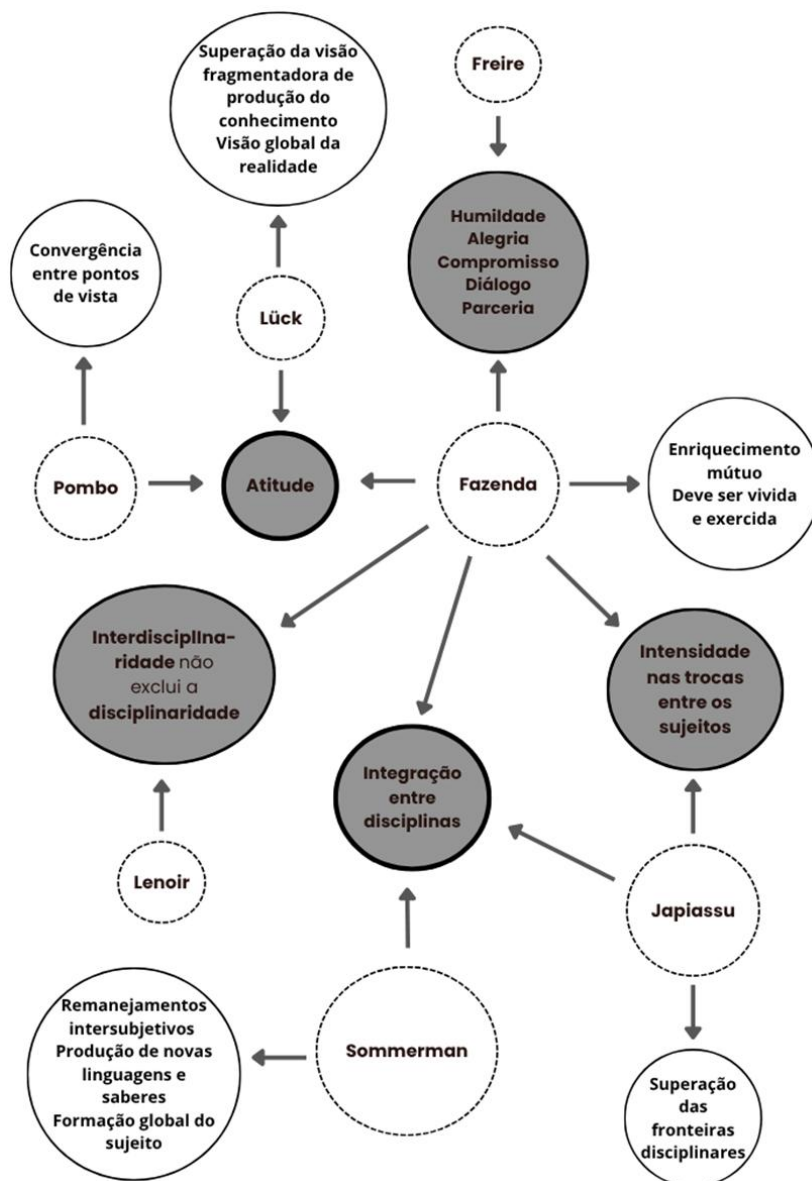 Superação da visão
fragmentadora de
produção do
conhecimento
Visão global da
realidade
Freire
Humildade
Alegria
Compromisso
Diálogo
Parceria
Convergência
entre pontos
de vista
Lück
Pombo
Atitude
Fazenda
Enriquecimento
mútuo
Deve ser vivida
e exercida
InterdisciplIna-
ridade não
exclui a
disciplinaridade
Intensidade
nas trocas
entre os
sujeitos
Integração
entre
disciplinas
Lenoir
Japiassu
Remanejamentos
intersubjetivos
Produção de novas
linguagens e
saberes
Formação global do
sujeito
Sommerman
Superação
das
fronteiras
disciplinares